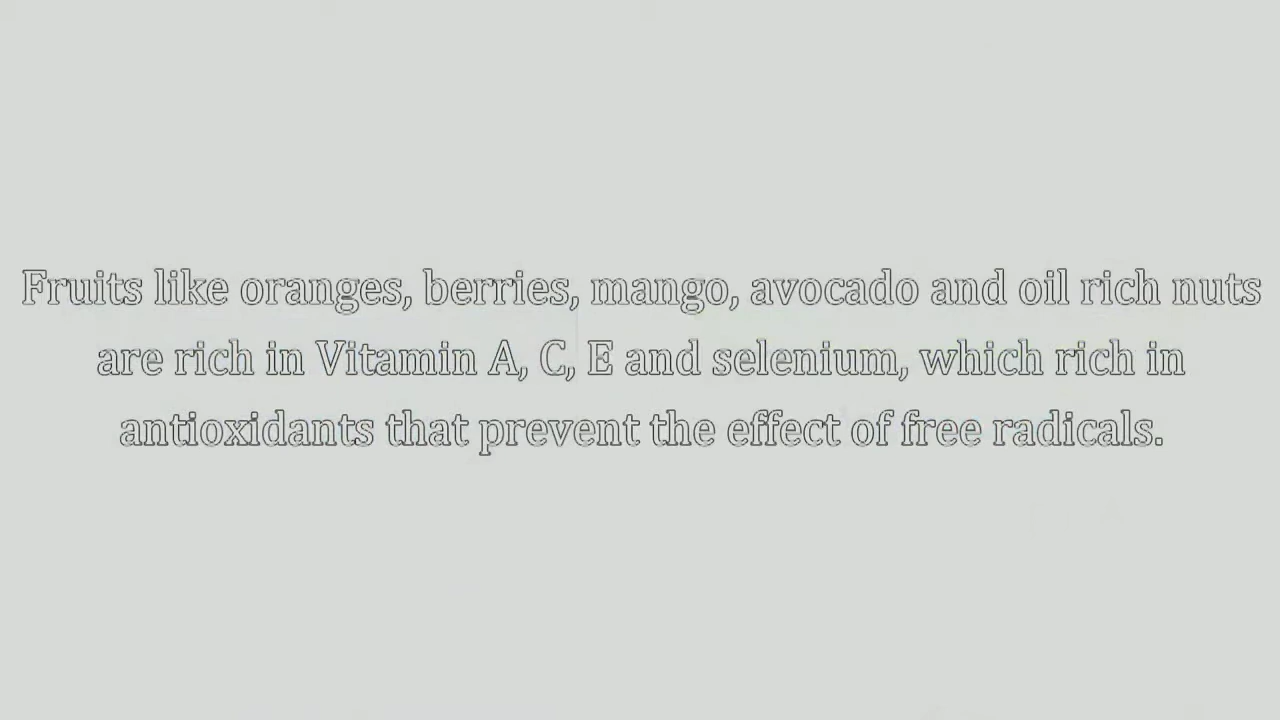 Fruits like oranges, berries, mango, avocado and oil rich nuts
are rich in Vitamin A, C, E and selenium, which rich in
antioxidants that prevent the effect of free radicals.